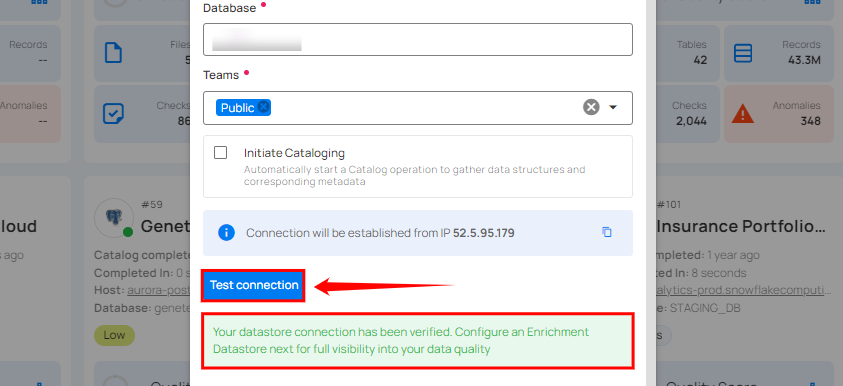 Database •
Teams •
Public
Initiate Cataloging
Automatically start a Catalog operation to gather data structures and
corresponding metadata
Connection will be established from IP 52.5.95.179
Test connection
Your datastore connection has been verified. Configure an Enrichment
Datastore next for full visibility into your data quality
Records
--
Files
Anomalies
--
Checks
86
#59
loud
Genet
s ago
Catalog complete
Completed In: 0 s
Host: aurora-post
Database: genete
Low
Tables
42
Records
43.3M
Checks
2,044
Anomalies
348
#101
Insurance Portfolio...
mpleted: 1 year ago
d In: 8 seconds
alytics-prod.snowflakecomputi...
e: STAGING_DB